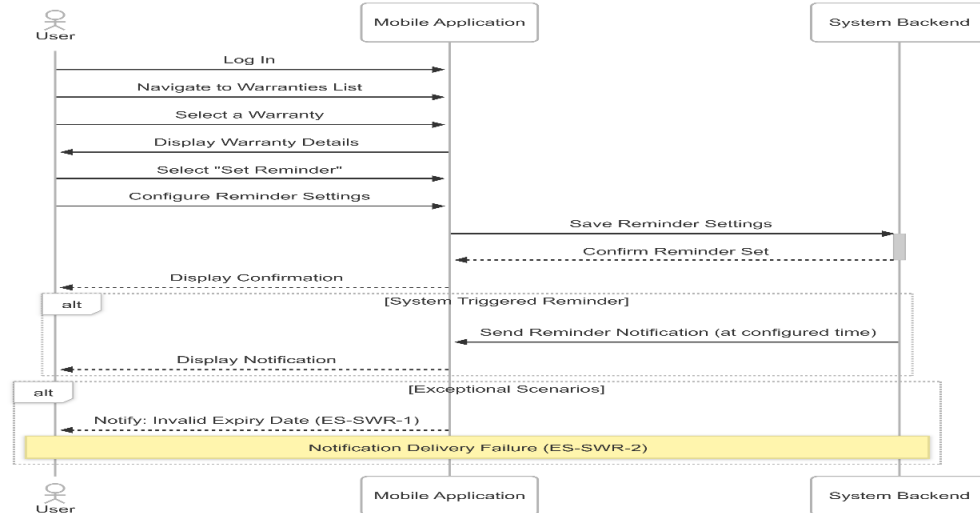 User
Mobile Application
System Backend
Log In
Navigate to Warranties List
Select a Warranty
Display Warranty Details
Select "Set Reminder"
Configure Reminder Settings
Save Reminder Settings
Confirm Reminder Set
Display Confirmation
alt
[System Triggered Reminder]
Send Reminder Notification (at configured time)
Display Notification
alt
[Exceptional Scenarios]
Notify: Invalid Expiry Date (ES-SWR-1)
Notification Delivery Failure (ES-SWR-2)
User
Mobile Application
System Backend